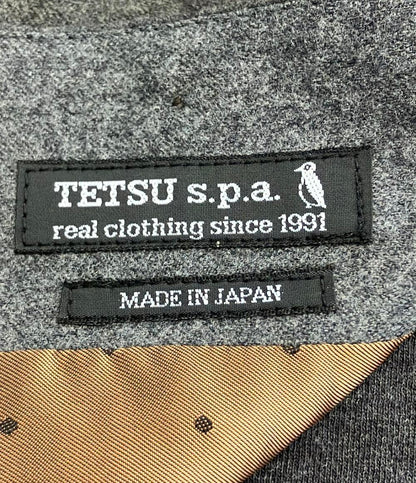 TETSU s.p.a.
real clothing since 1991
MADE IN JAPAN